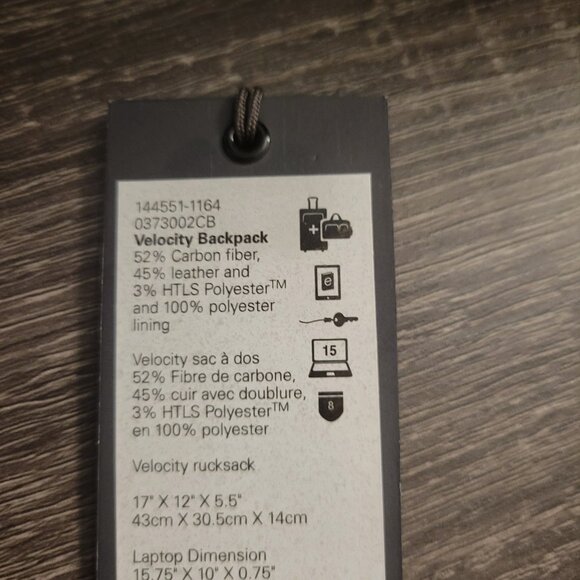 144551-1164
0373002CB
Velocity Backpack
52% Carbon fiber,
45% leather and
3% HTLS Polyester™
and 100% polyester
lining
e
15
8
Velocity sac à dos
52% Fibre de carbone,
45% cuir avec doublure,
3% HTLS Polyester™
en 100% polyester
Velocity rucksack
17" X 12" X 5.5"
43cm X 30.5cm X 14cm
Laptop Dimension
15.75" X 10" X 0.75"